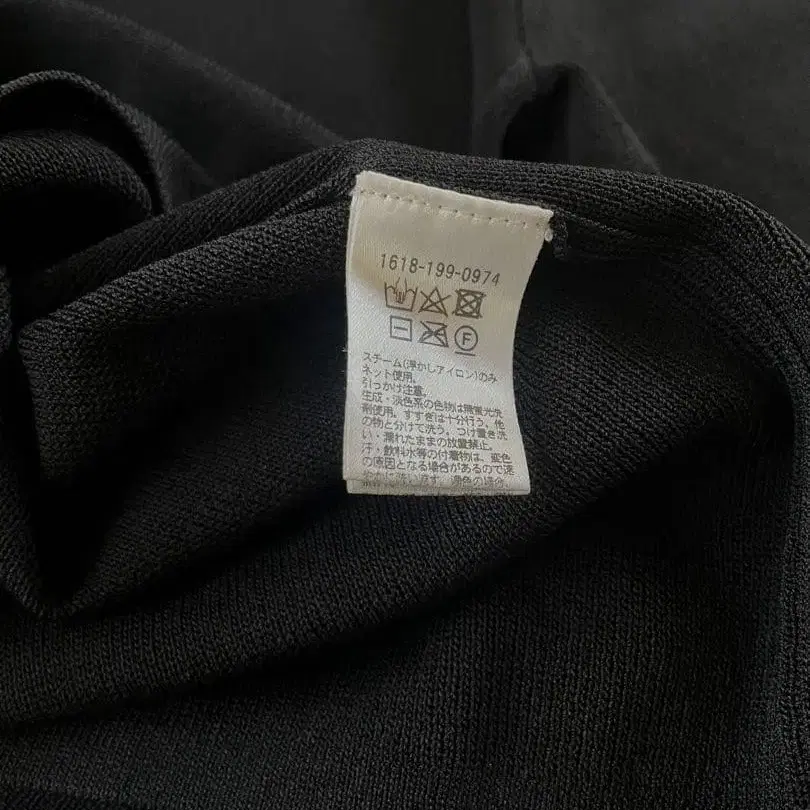 1618-199-0974
F
スチーム(浮かしアイロン)のみ
ネット使用。
引っかけ注意。
生成・淡色系の色物は無蛍光洗
剤使用。すすぎは十分行う。他
の物と分けて洗う。つけ置き洗
い・濡れたままの放置禁止。
汗・飲料水等の付着物は、変色
の原因となる場合があるので速